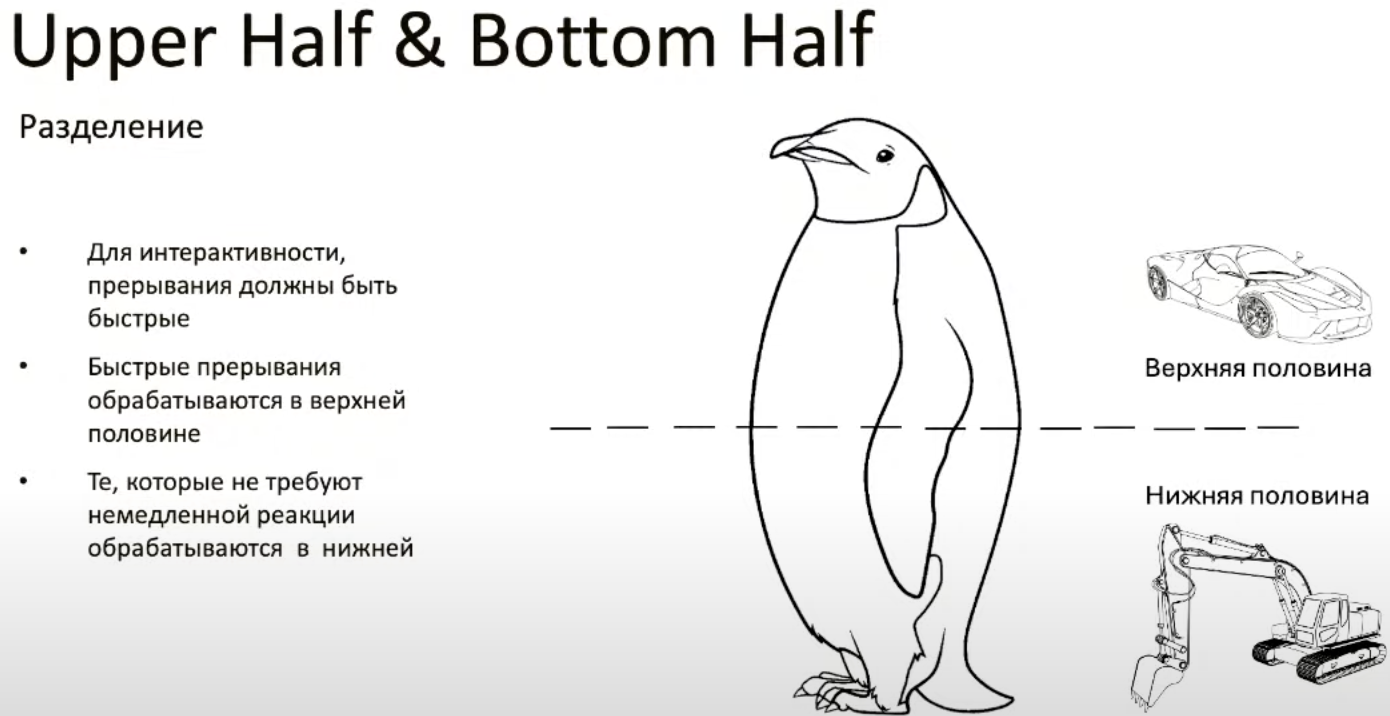 Upper Half & Bottom Half
Разделение
• Для интерактивности,
прерывания должны быть
быстрые
• Быстрые прерывания
обрабатываются в верхней
половине
• Те, которые не требуют
немедленной реакции
обрабатываются в нижней
Верхняя половина
Нижняя половина